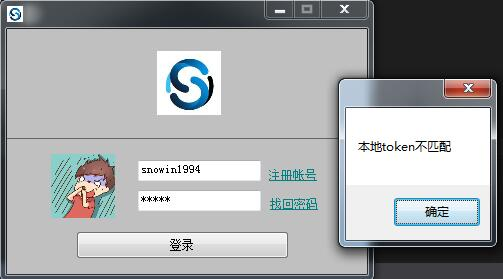 snowin1994
注册帐号
*****
找回密码
登录
本地token不匹配
确定